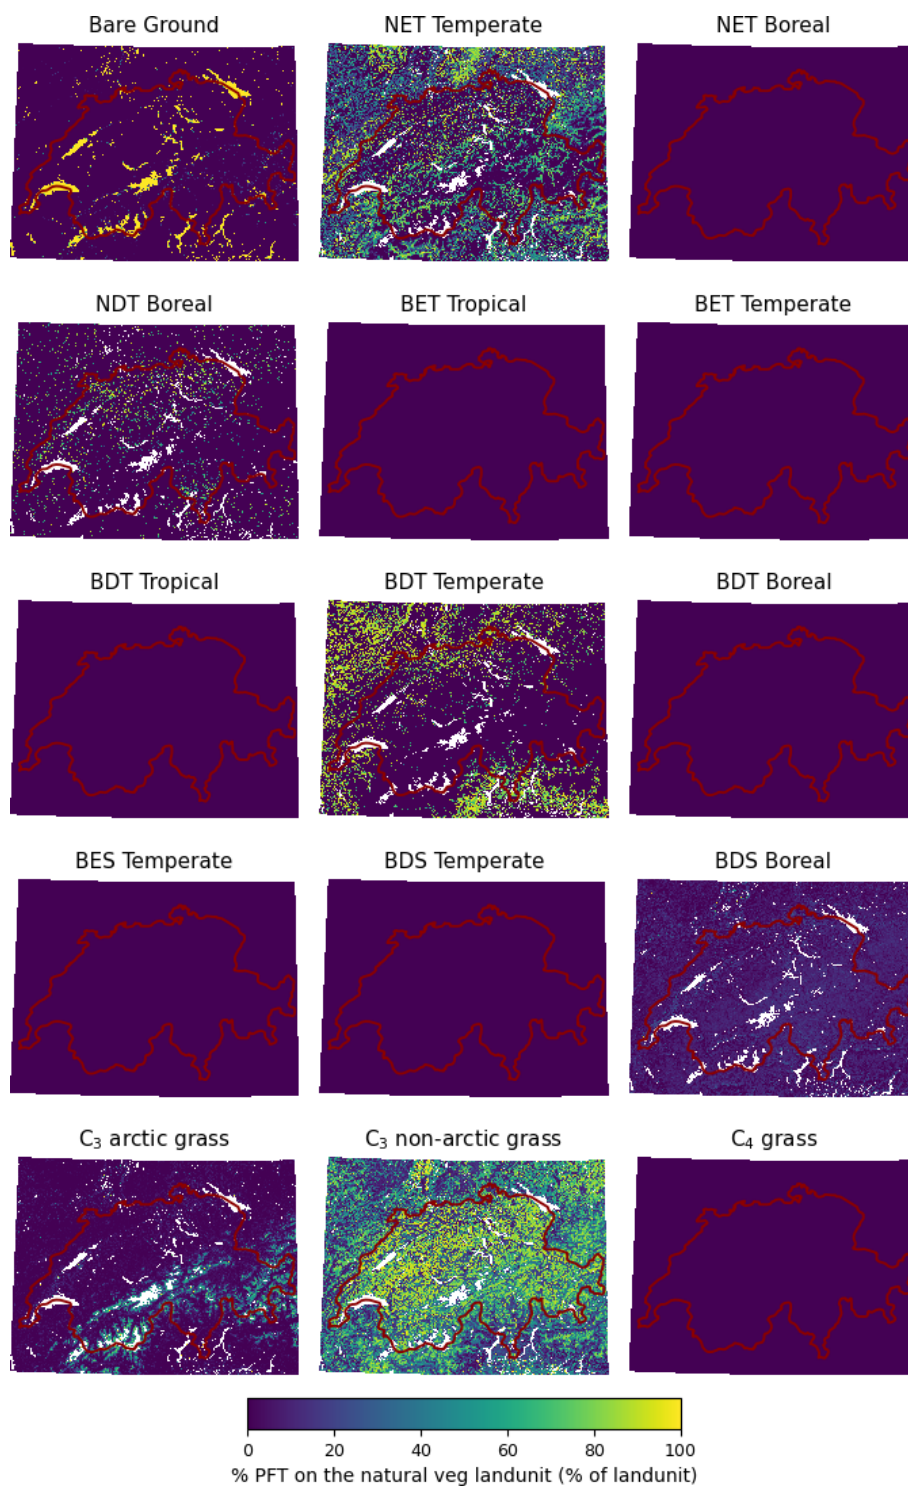 Bare Ground
NET Temperate
NET Boreal
NDT Boreal
BET Tropical
BET Temperate
BDT Tropical
BDT Temperate
BDT Boreal
BES Temperate
BDS Temperate
BDS Boreal
C₃ arctic grass
C₃ non-arctic grass
C₄ grass
0 20 40 60 80 100
% PFT on the natural veg landunit (% of landunit)